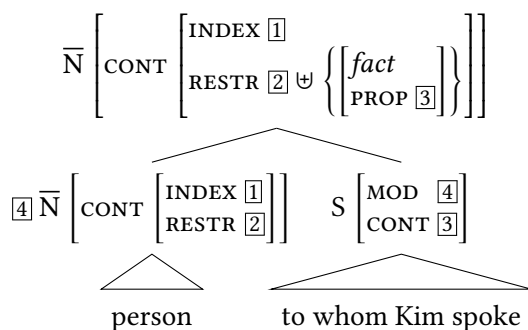 N̅ [CONT [INDEX [1]
RESTR [2] ⊎ {[fact
PROP [3]]}]]
[4] N̅ [CONT [INDEX [1]
RESTR [2]]] S [MOD [4]
CONT [3]]
person to whom Kim spoke